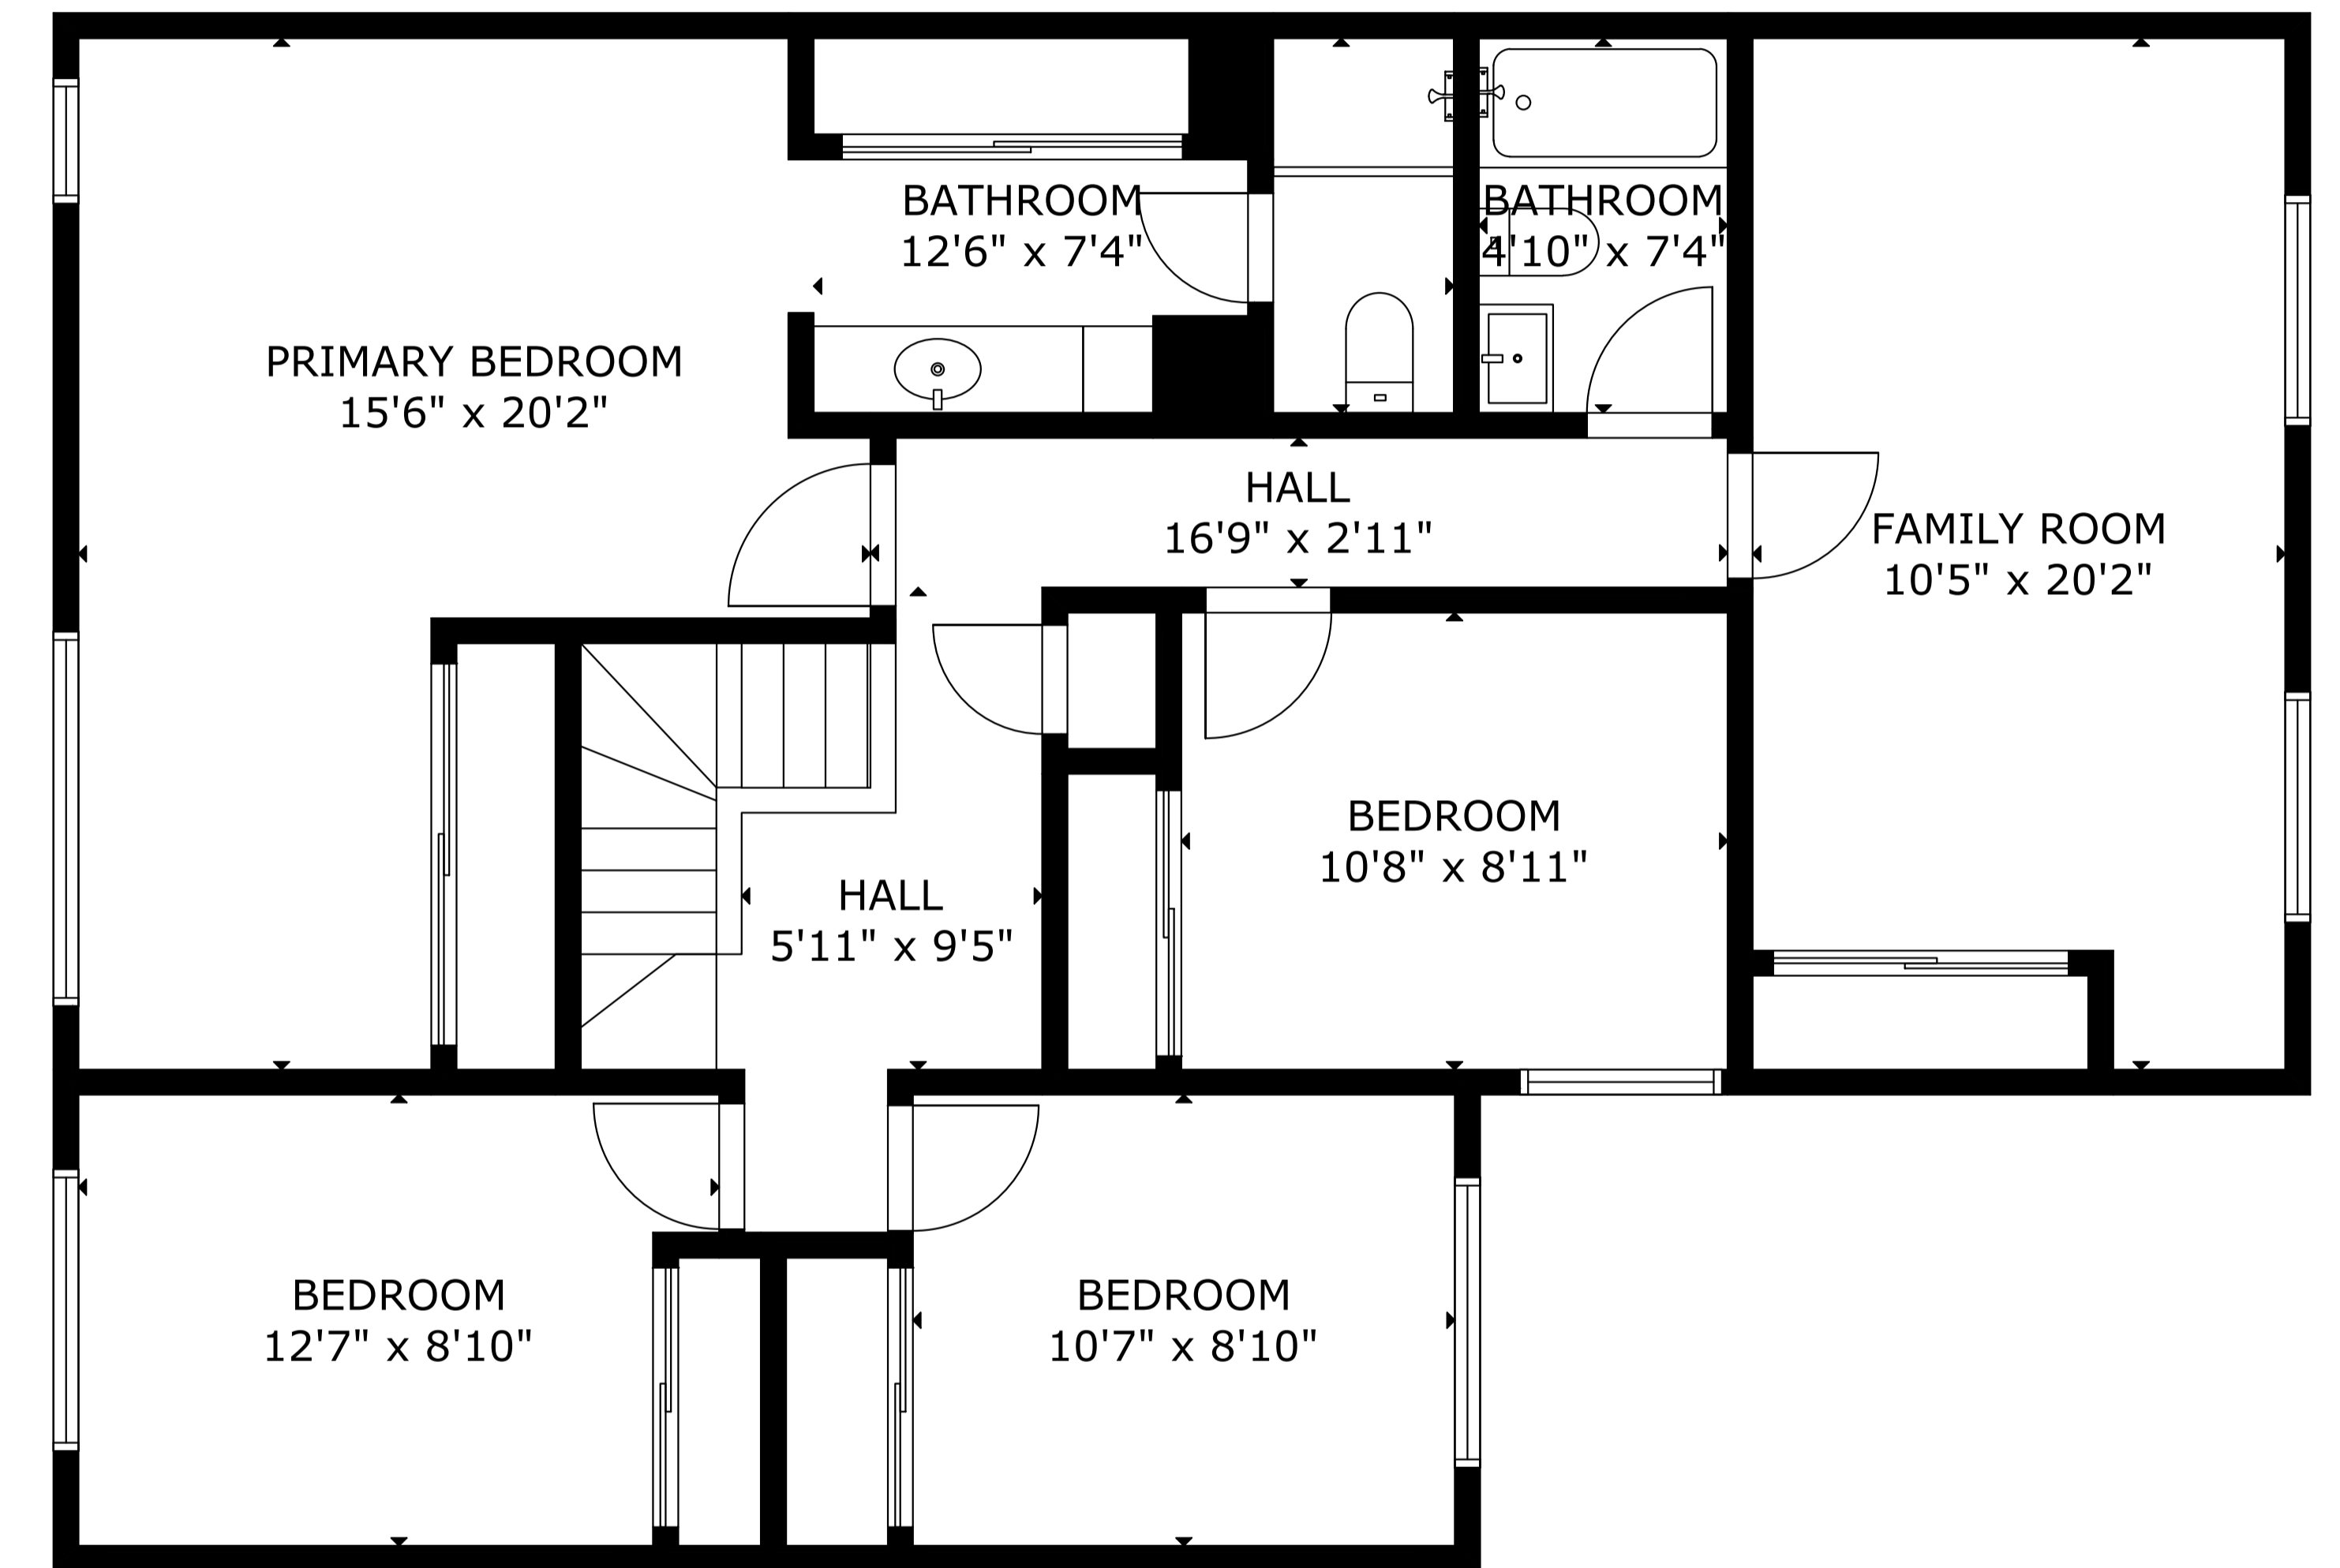 BATHROOM
12'6" x 7'4"
BATHROOM
4'10" x 7'4"
PRIMARY BEDROOM
15'6" x 20'2"
HALL
16'9" x 2'11"
FAMILY ROOM
10'5" x 20'2"
BEDROOM
10'8" x 8'11"
HALL
5'11" x 9'5"
BEDROOM
12'7" x 8'10"
BEDROOM
10'7" x 8'10"